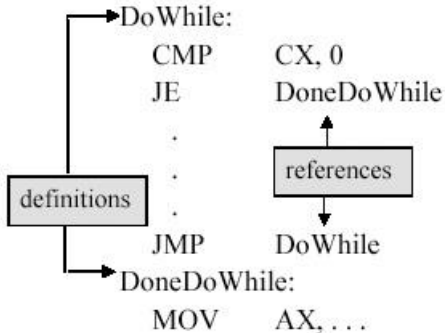 DoWhile:
CMP CX, 0
JE DoneDoWhile
.
.
references
definitions
.
JMP DoWhile
DoneDoWhile:
MOV AX, . . .